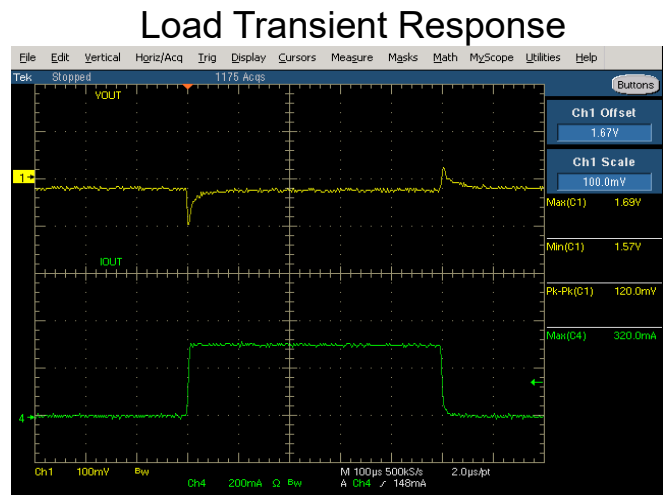 Load Transient Response
File Edit Vertical Horiz/Acq Trig Display Cursors Measure Masks Math MyScope Utilities Help
Tek Stopped 1175 Acqs
Buttons
VOUT
Ch1 Offset
1.67V
Ch1 Scale
100.0mV
1
Max(C1) 1.69V
Min(C1) 1.57V
IOUT
Pk-Pk(C1) 120.0mV
Max(C4) 320.0mA
4
Ch1 100mV Bw M 100µs 500kS/s 2.0µs/pt
Ch4 200mA Ω Bw A Ch4 ∕ 148mA